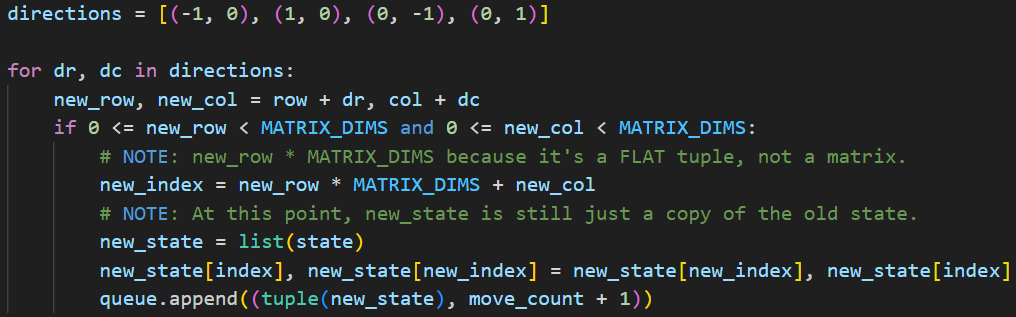 directions = [(-1, 0), (1, 0), (0, -1), (0, 1)]

for dr, dc in directions:
    new_row, new_col = row + dr, col + dc
    if 0 <= new_row < MATRIX_DIMS and 0 <= new_col < MATRIX_DIMS:
        # NOTE: new_row * MATRIX_DIMS because it's a FLAT tuple, not a matrix.
        new_index = new_row * MATRIX_DIMS + new_col
        # NOTE: At this point, new_state is still just a copy of the old state.
        new_state = list(state)
        new_state[index], new_state[new_index] = new_state[new_index], new_state[index]
        queue.append((tuple(new_state), move_count + 1))